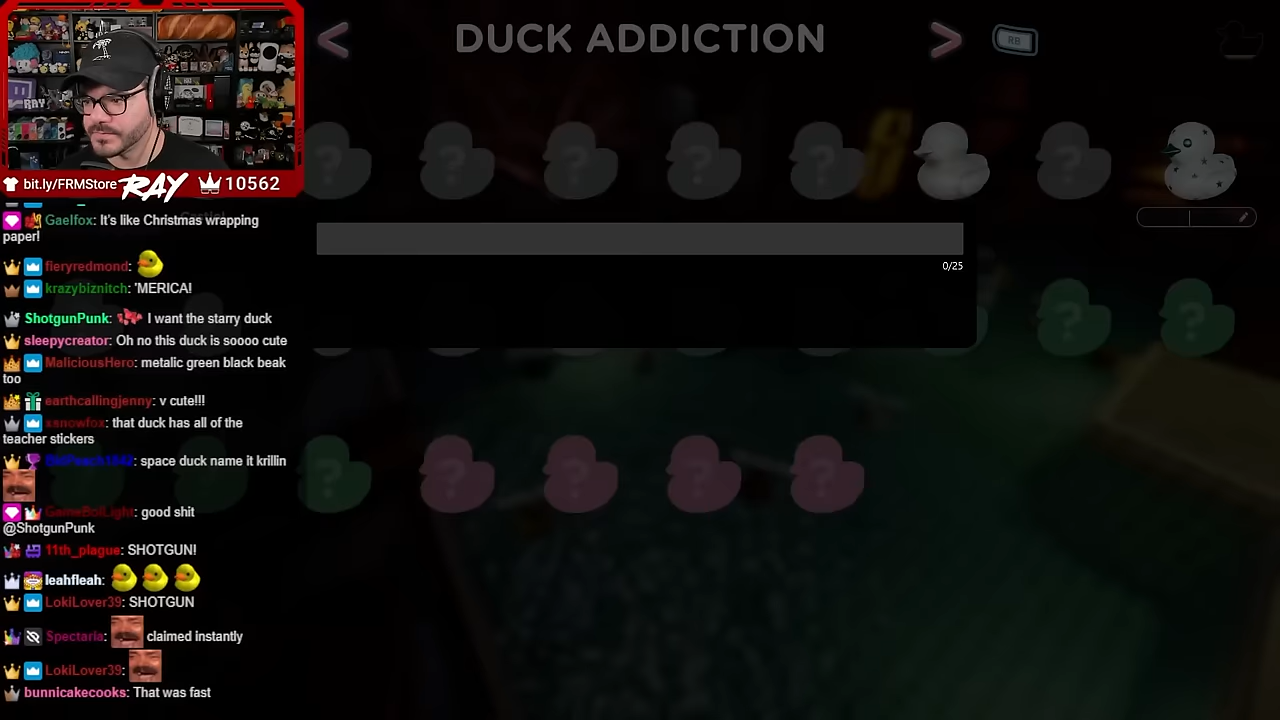 DUCK ADDICTION
RB
RAY
bit.ly/FRMStore RAY 10562
0/25
Gaelfox: It's like Christmas wrapping
paper!
fieryredmond:
krazybiznitch: 'MERICA!
ShotgunPunk: I want the starry duck
sleepycreator: Oh no this duck is soooo cute
MaliciousHero: metalic green black beak
too
earthcallingjenny: v cute!!!
xanowfox: that duck has all of the
teacher stickers
space duck name it krillin
GameBoiLight: good shit
@ShotgunPunk
11th_plague: SHOTGUN!
leahfleah:
LokiLover39: SHOTGUN
Spectaria: claimed instantly
LokiLover39:
bunnicakecooks: That was fast